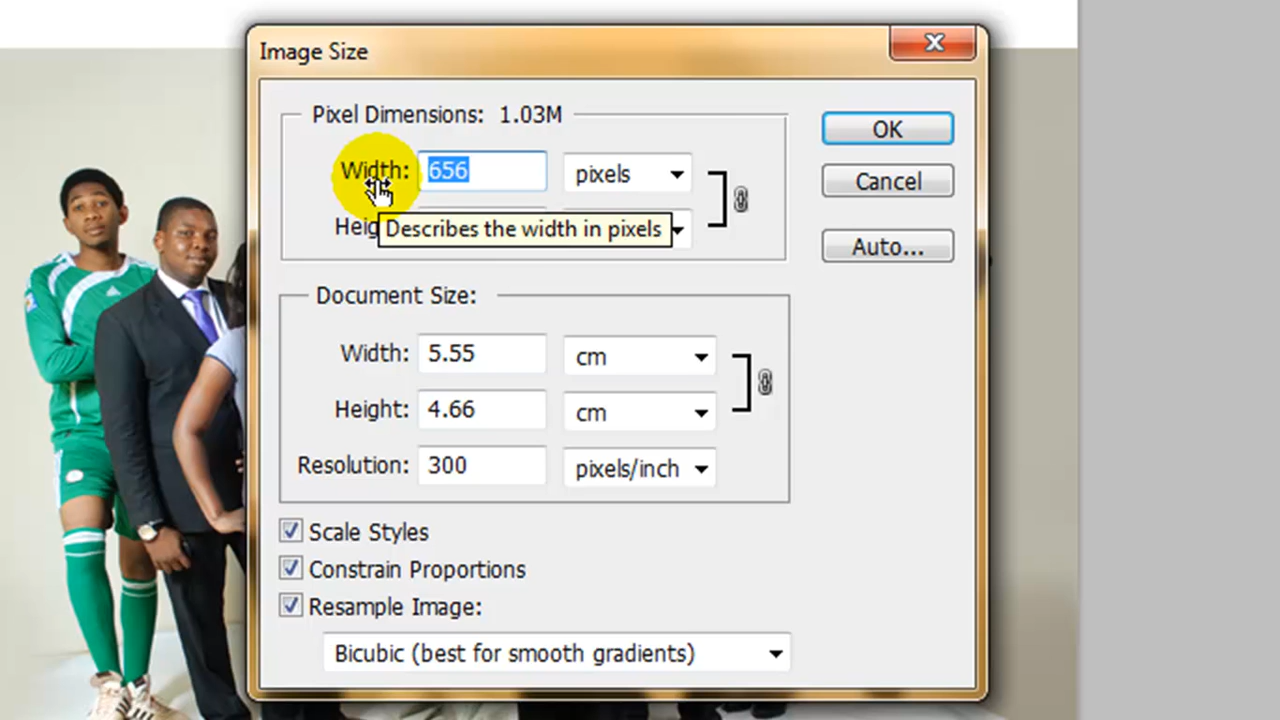 Image Size
Pixel Dimensions: 1.03M
OK
Width: 656 pixels
Cancel
Describes the width in pixels
Auto...
Document Size:
Width: 5.55 cm
Height: 4.66 cm
Resolution: 300 pixels/inch
Scale Styles
Constrain Proportions
Resample Image:
Bicubic (best for smooth gradients)